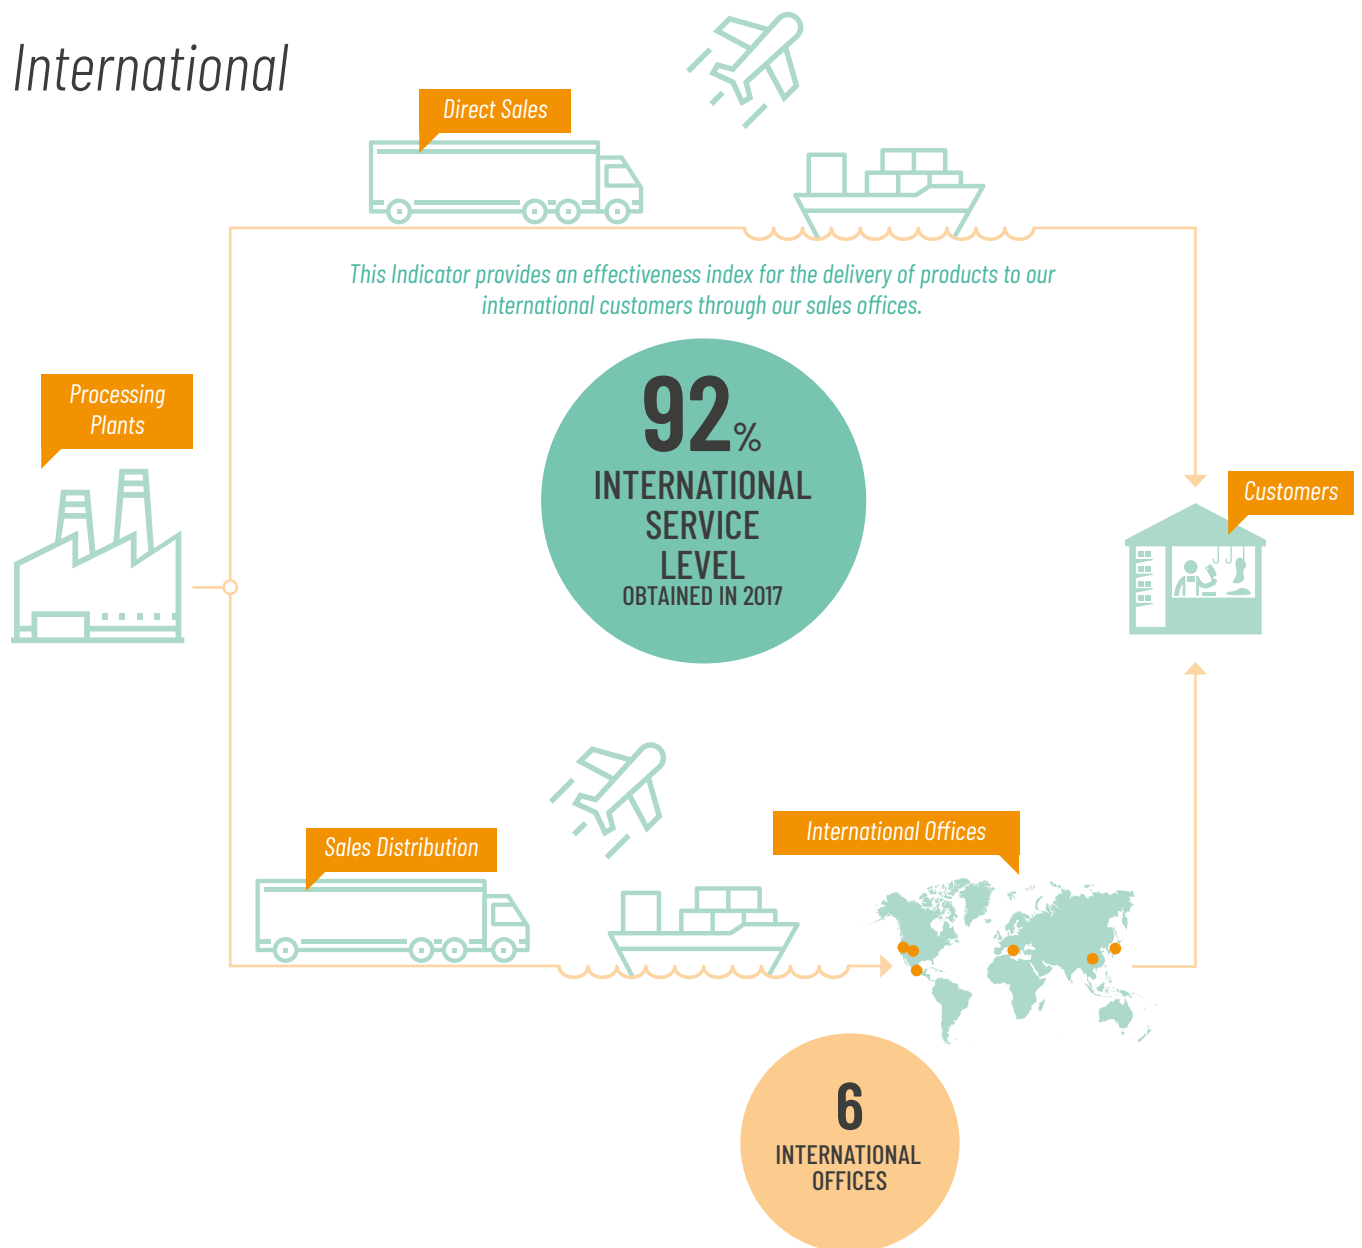 International
Direct Sales
This Indicator provides an effectiveness index for the delivery of products to our
international customers through our sales offices.
Processing
Plants
92%
INTERNATIONAL
SERVICE
LEVEL
OBTAINED IN 2017
Customers
Sales Distribution
International Offices
6
INTERNATIONAL
OFFICES